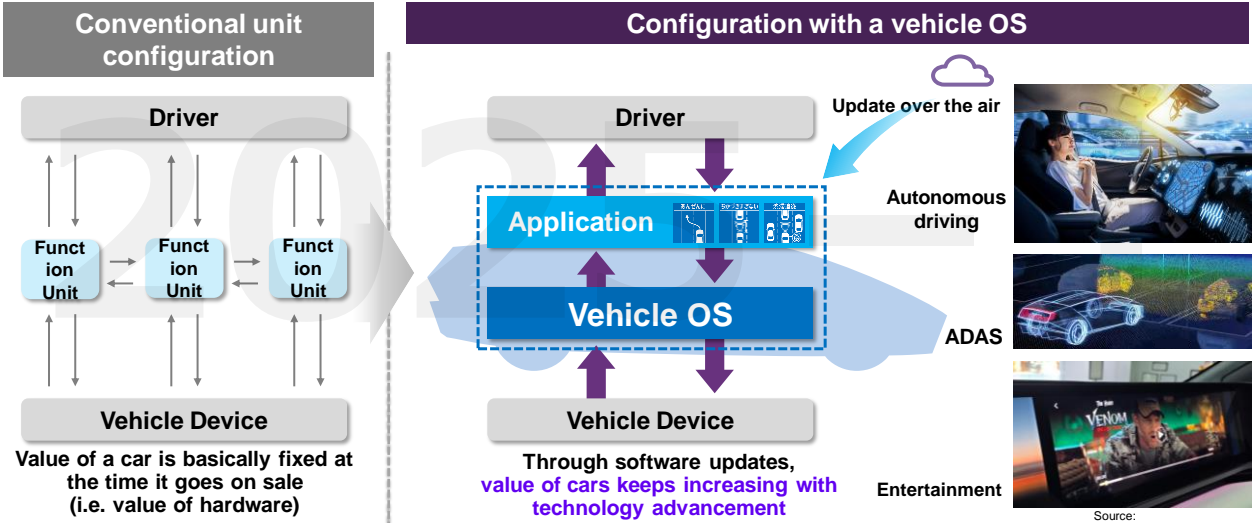 Conventional unit
configuration
Driver
Funct
ion
Unit
Funct
ion
Unit
Funct
ion
Unit
Vehicle Device
Value of a car is basically fixed at
the time it goes on sale
(i.e. value of hardware)
Configuration with a vehicle OS
Driver
Update over the air
Application
Vehicle OS
Vehicle Device
Through software updates,
value of cars keeps increasing with
technology advancement
Autonomous
driving
ADAS
Entertainment
VENOM
Source:
2025